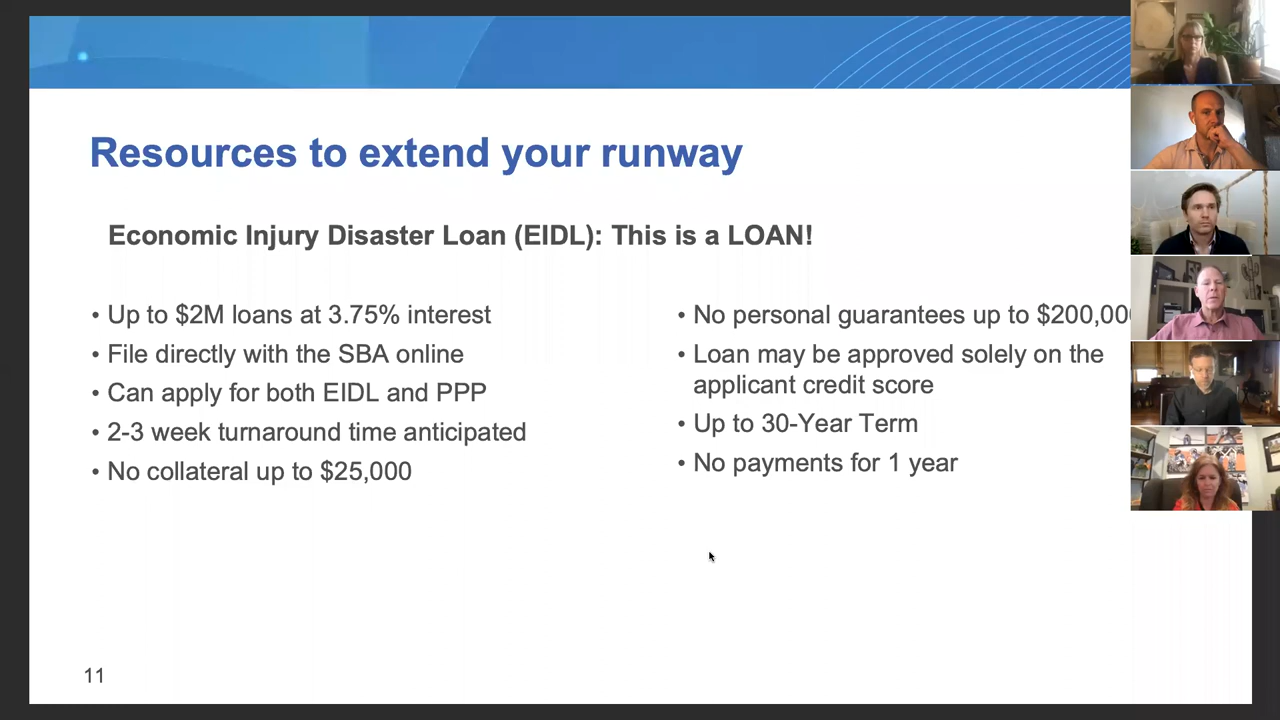 Resources to extend your runway
Economic Injury Disaster Loan (EIDL): This is a LOAN!
• Up to $2M loans at 3.75% interest
• File directly with the SBA online
• Can apply for both EIDL and PPP
• 2-3 week turnaround time anticipated
• No collateral up to $25,000
• No personal guarantees up to
• Loan may be approved solely on the
applicant credit score
• Up to 30-Year Term
• No payments for 1 year
11